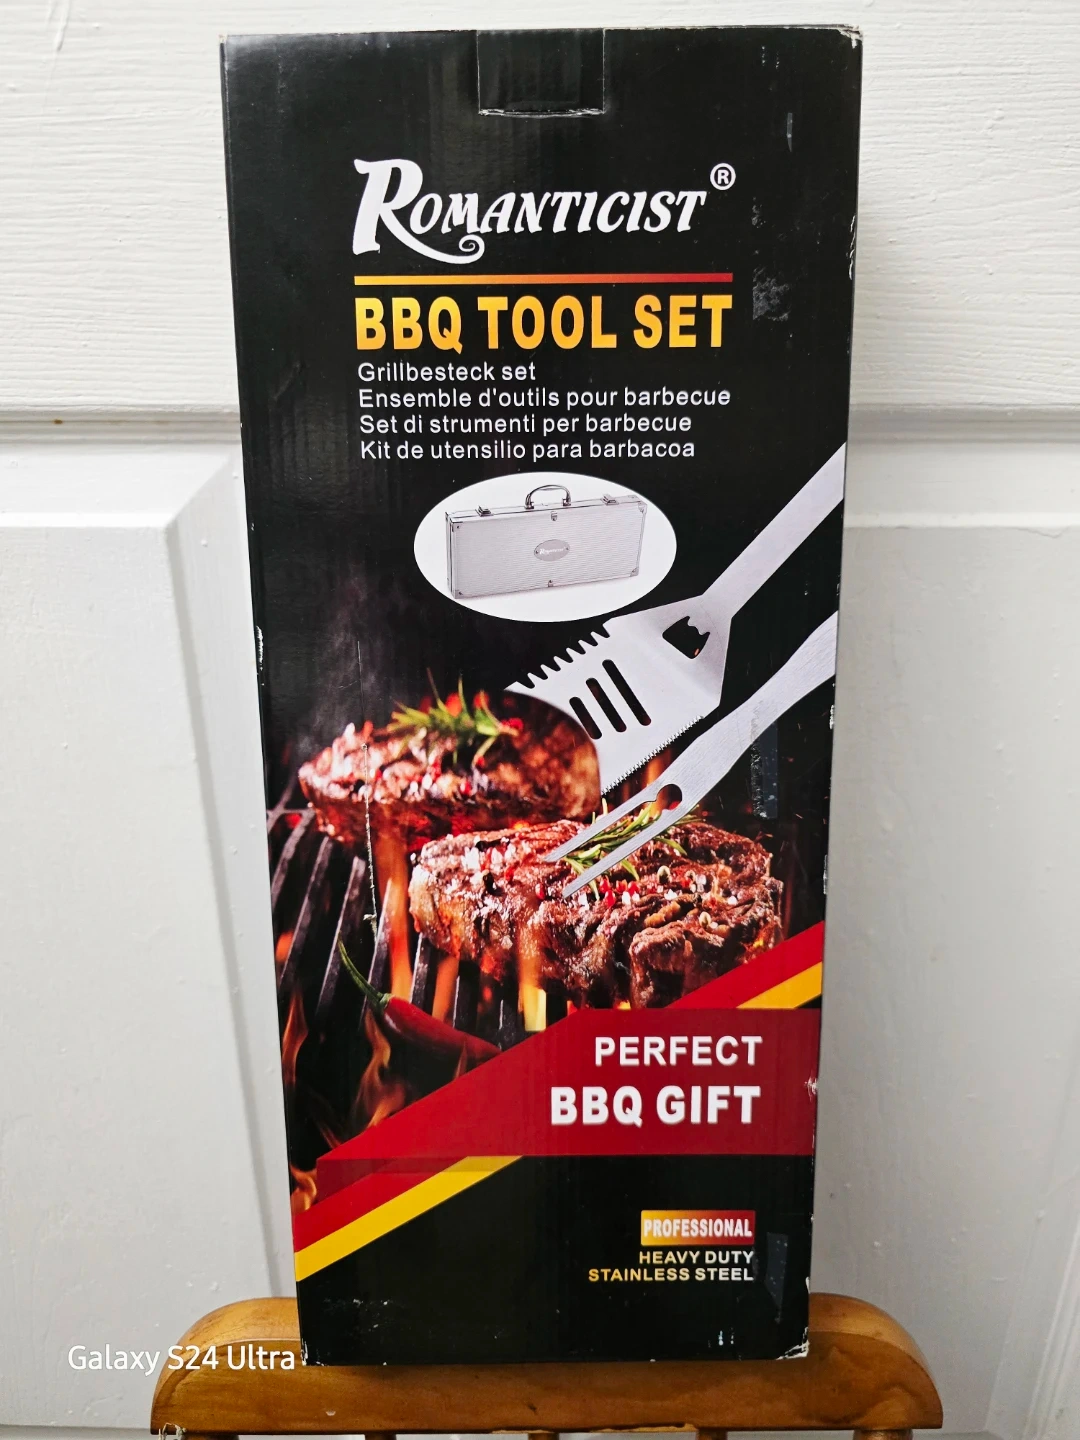 ROMANTICIST®
BBQ TOOL SET
Grillbesteck set
Ensemble d'outils pour barbecue
Set di strumenti per barbecue
Kit de utensilio para barbacoa
Romanticist
PERFECT
BBQ GIFT
PROFESSIONAL
HEAVY DUTY
STAINLESS STEEL
Galaxy S24 Ultra